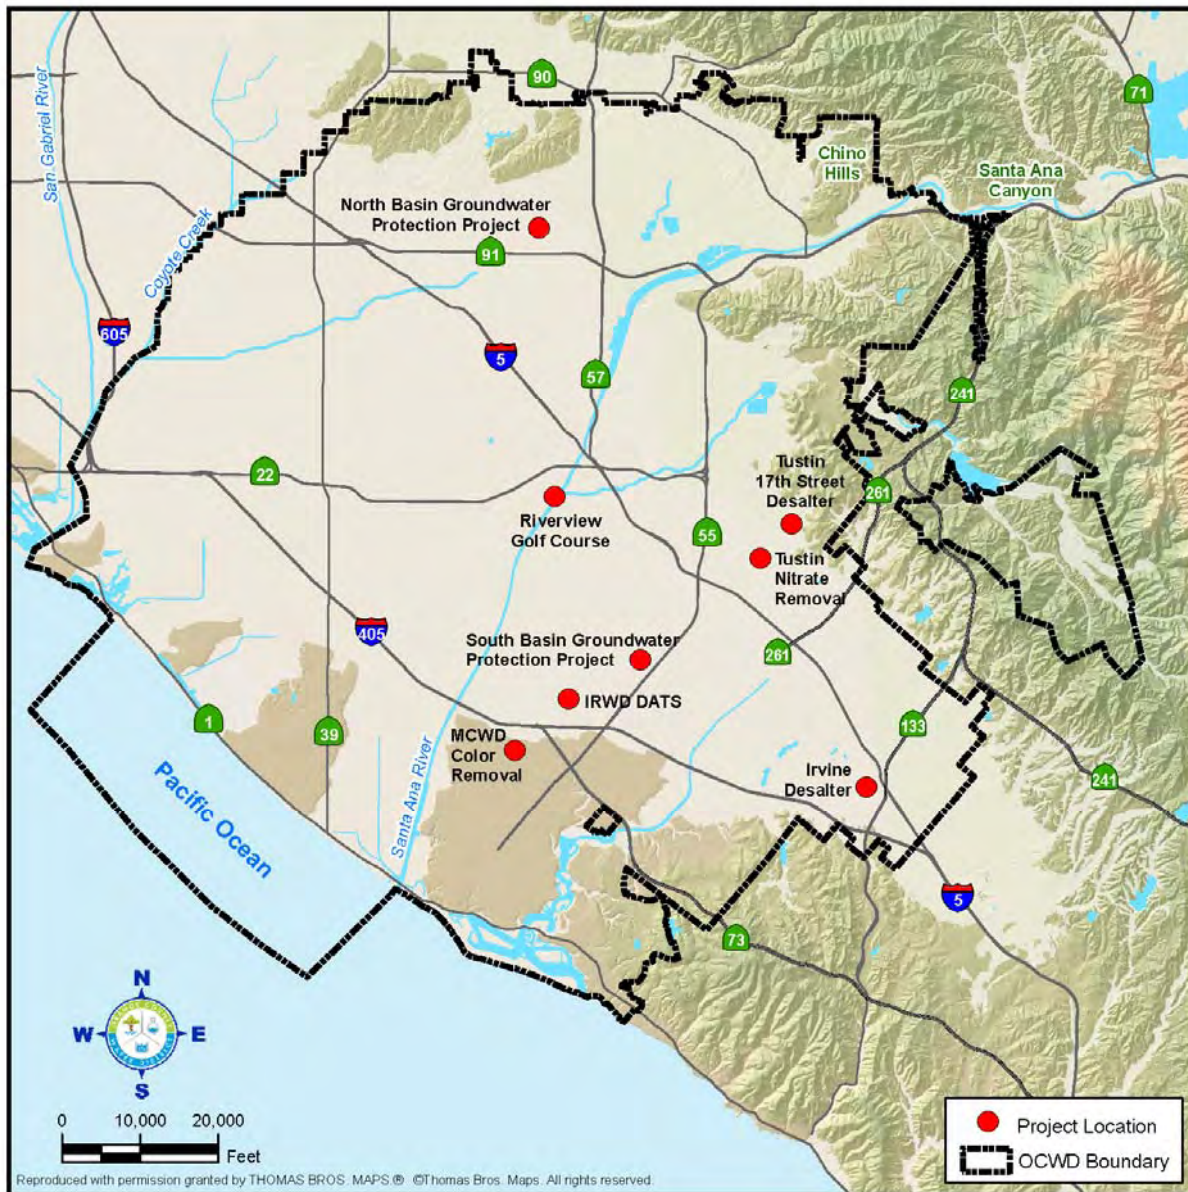 90
71
San Gabriel River
Chino
Hills
Santa Ana
Canyon
North Basin Groundwater
Protection Project
91
Coyote Creek
605
5
57
241
22
Tustin
17th Street
Desalter
261
Riverview
Golf Course
55
Tustin
Nitrate
Removal
405
South Basin Groundwater
Protection Project
261
IRWD DATS
1
39
133
MCWD
Color
Removal
Santa Ana River
Irvine
Desalter
241
Pacific Ocean
5
73
N
W
E
S
0
10,000
20,000
Feet
Project Location
OCWD Boundary
Reproduced with permission granted by THOMAS BROS. MAPS ® ©Thomas Bros. Maps. All rights reserved.